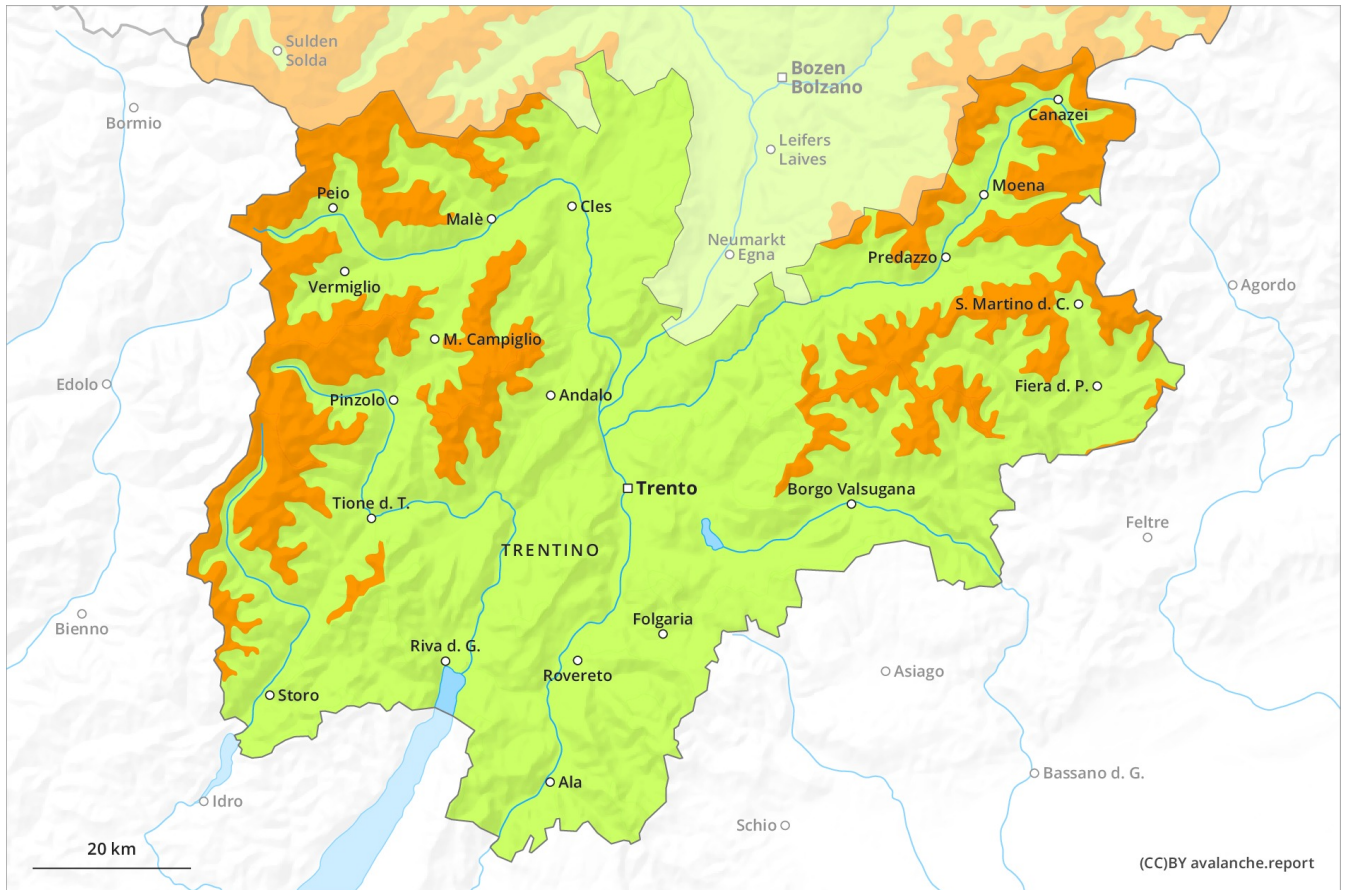 Sulden
Solda
Bozen
Bolzano
Bormio
Canazei
Leifers
Laives
Peio
Moena
Malè
Cles
Neumarkt
Egna
Predazzo
Vermiglio
Agordo
S. Martino d. C.
M. Campiglio
Edolo
Fiera d. P.
Pinzolo
Andalo
Trento
Borgo Valsugana
Tione d. T.
Feltre
TRENTINO
Bienno
Folgaria
Riva d. G.
Asiago
Rovereto
Storo
Bassano d. G.
Ala
Idro
Schio
20 km
(CC)BY avalanche.report